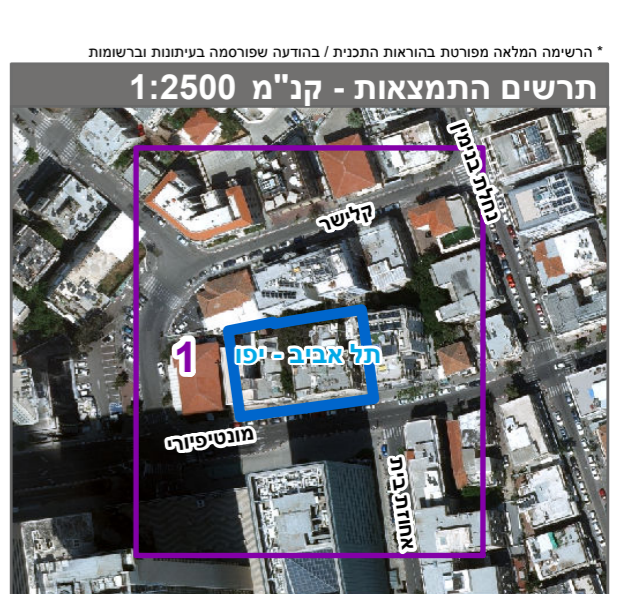 * הרשימה המלאה מפורטת בהוראות התכנית / בהודעה שפורסמה בעיתונות וברשומות
תרשים התמצאות - קנ"מ 1:2500
נחלת בנימין
קלישר
1
תל אביב - יפו
מונטיפיורי
אחוזת בית